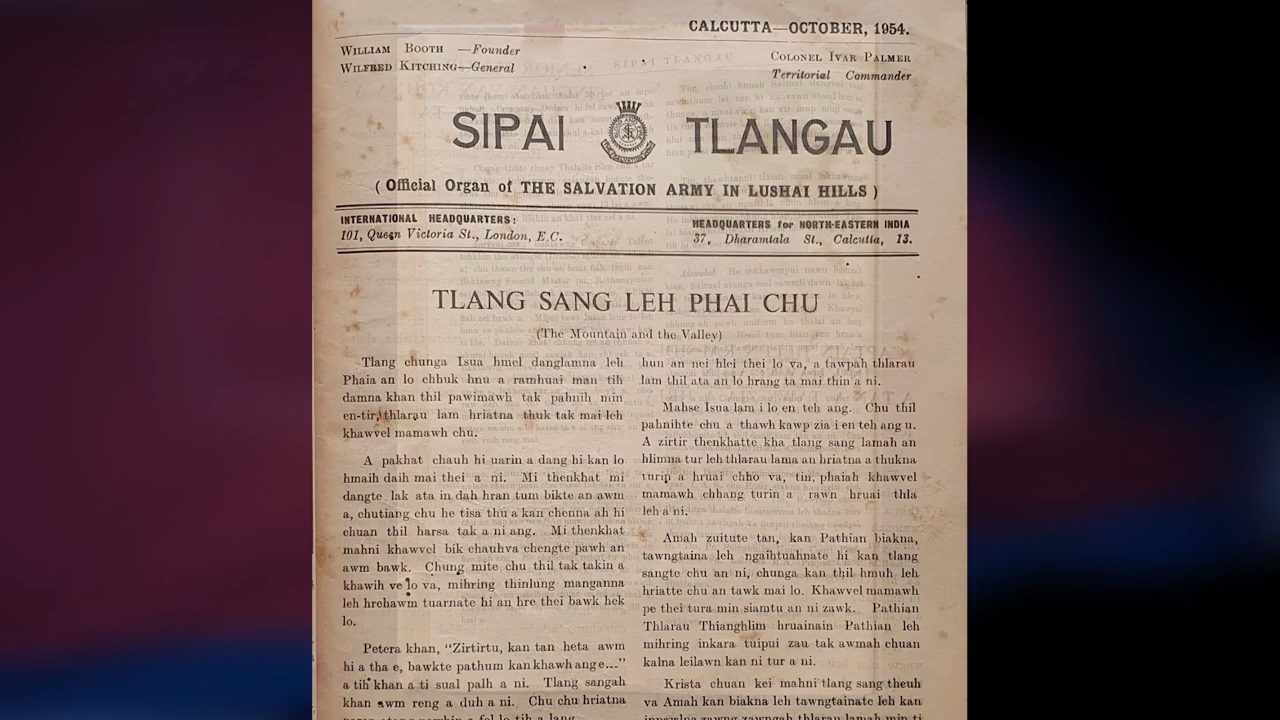 CALCUTTA—OCTOBER, 1954.
WILLIAM BOOTH —Founder
WILFRED KITCHING—General
COLONEL IVAR PALMER
Territorial Commander
SIPAI TLANGAU
( Official Organ of THE SALVATION ARMY IN LUSHAI HILLS )
INTERNATIONAL HEADQUARTERS:
101, Queen Victoria St., London, E.C.
HEADQUARTERS for NORTH-EASTERN INDIA
37, Dharamtala St., Calcutta, 13.
TLANG SANG LEH PHAI CHU
(The Mountain and the Valley)
Tlang chunga Isua hmel danglamna leh
Phaia an lo chhuk hnu a ramhuai man tih
damna khan thil pawimawh tak pahnih min
en-tir, thlarau lam hriatna thuk tak mai leh
khawvel mamawh chu.
A pakhat chauh hi uarin a dang hi kan lo
hmaih daih mai thei a ni. Mi thenkhat mi
dangte lak ata in dah hran tum bikte an awm
a, chutiang chu he tisa thu a kan chenna ah hi
chuan thil harsa tak a ni ang. Mi thenkhat
mahni khawvel bik chauhva chengte pawh an
awm bawk. Chung mite chu thil tak takin a
khawih ve lo va, mihring thinlung manganna
leh hrehawm tuarnate hi an hre thei bawk hek
lo.
Petera khan, "Zirtirtu, kan tan heta awm
hi a tha e, bawkte pathum kan khawh ange..."
a tih khan a ti sual palh a ni. Tlang sangah
khan awm reng a duh a ni. Chu chu hriatna
hun an nei hlei thei lo va, a tawpah thlarau
lam thil ata an lo hrang ta mai thin a ni.
Mahse Isua lam i lo en teh ang. Chu thil
pahnihte chu a thawh kawp zia i en teh ang u.
A zirtir thenkhatte kha tlang sang lamah an
hlimna tur leh thlarau lama an hriatna a thukna
turin a hruai chho va, tin, phaiah khawvel
mamawh chhang turin a rawn hruai thla
leh a ni.
Amah zuitute tan, kan Pathian biakna,
tawngtaina leh ngaihtuahnate hi kan tlang
sangte chu an ni, chunga kan thil hmuh leh
hriatte chu an tawk mai lo. Khawvel mamawh
pe thei tura min siamtu an ni zawk. Pathian
Thlarau Thianghlim hruainain Pathian leh
mihring inkara tuipui zau tak awmah chuan
kalna leilawn kan ni tur a ni.
Krista chuan kei mahni tlang sang theuh
va Amah kan biakna leh tawngtainate leh kan